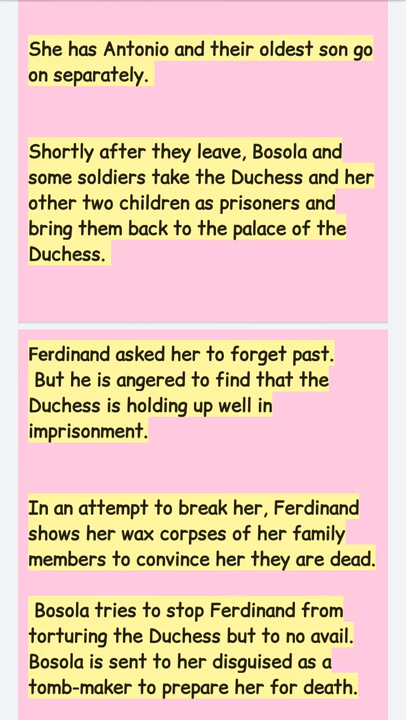 She has Antonio and their oldest son go
on separately.
Shortly after they leave, Bosola and
some soldiers take the Duchess and her
other two children as prisoners and
bring them back to the palace of the
Duchess.
Ferdinand asked her to forget past.
But he is angered to find that the
Duchess is holding up well in
imprisonment.
In an attempt to break her, Ferdinand
shows her wax corpses of her family
members to convince her they are dead.
Bosola tries to stop Ferdinand from
torturing the Duchess but to no avail.
Bosola is sent to her disguised as a
tomb-maker to prepare her for death.